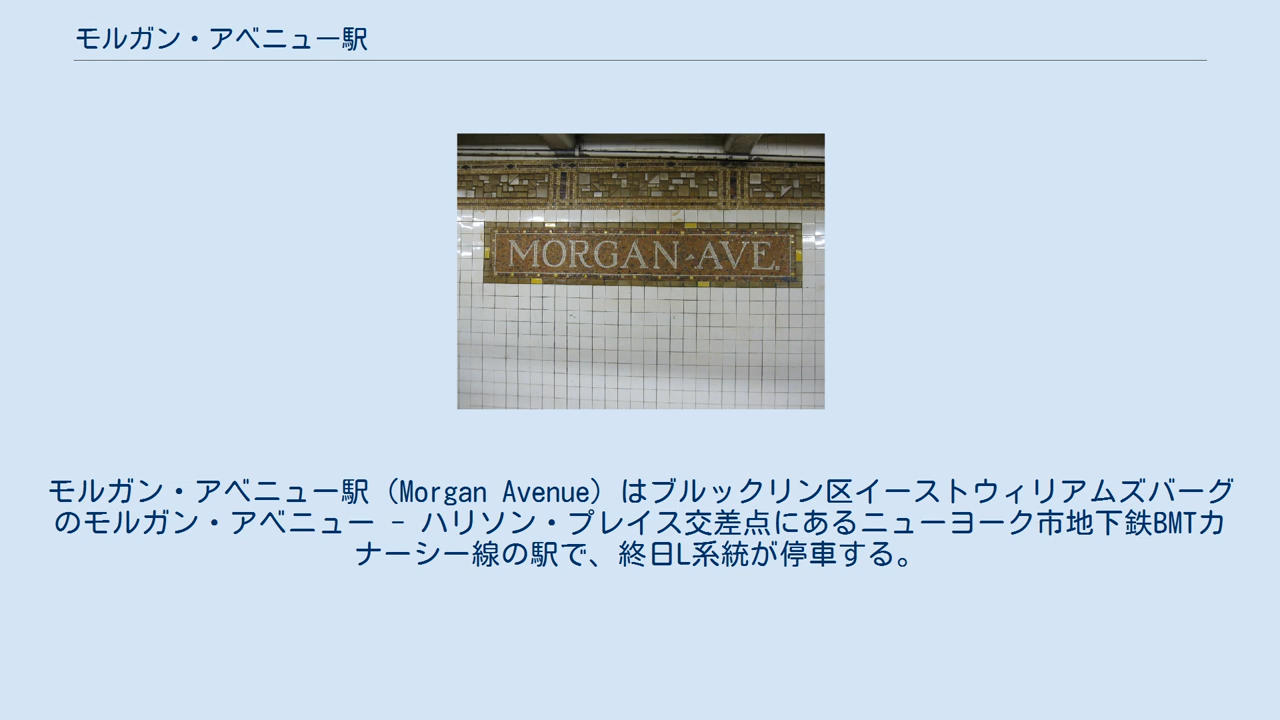 モルガン・アベニュー駅
MORGAN-AVE.
モルガン・アベニュー駅（Morgan Avenue）はブルックリン区イーストウィリアムズバーグ
のモルガン・アベニュー - ハリソン・プレイス交差点にあるニューヨーク市地下鉄BMTカ
ナーシー線の駅で、終日L系統が停車する。